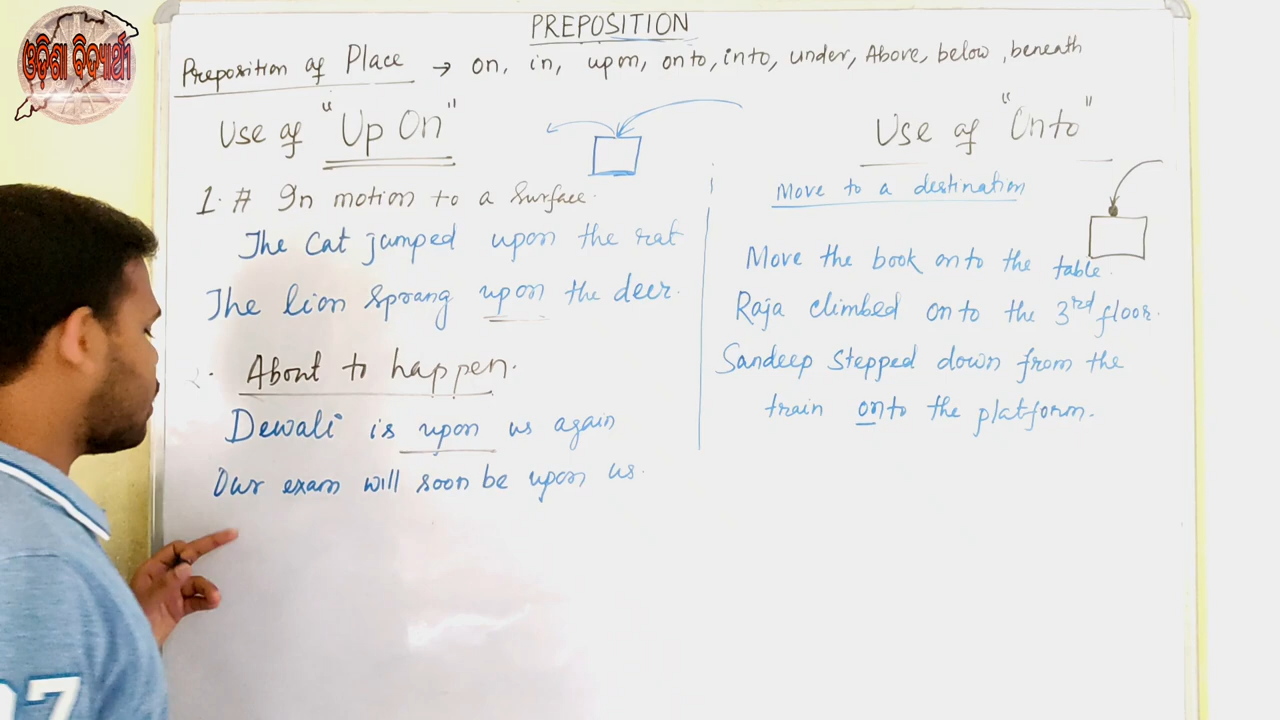 ଓଡ଼ିଶା ବିଦ୍ୟାର୍ଥୀ
PREPOSITION
Preposition of Place → on, in, upon, onto, into, under, Above, below, beneath
Use of "Up On"
1. # In motion to a surface.
The Cat jumped upon the rat
The lion sprang upon the deer.
About to happen.
Dewali is upon us again
Our exam will soon be upon us.
Use of "Onto"
Move to a destination
Move the book onto the table.
Raja climbed onto the 3rd floor.
Sandeep stepped down from the
train onto the platform.
07